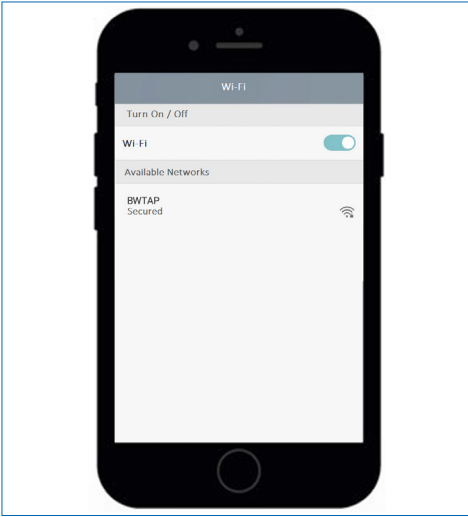 Wi-Fi
Turn On / Off
Wi-Fi
Available Networks
BWTAP
Secured